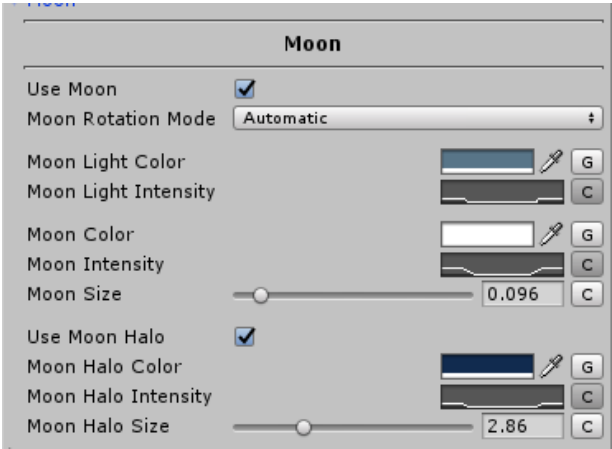 Moon
Moon
Use Moon
Moon Rotation Mode Automatic
Moon Light Color G
Moon Light Intensity C
Moon Color G
Moon Intensity C
Moon Size 0.096 C
Use Moon Halo
Moon Halo Color G
Moon Halo Intensity C
Moon Halo Size 2.86 C